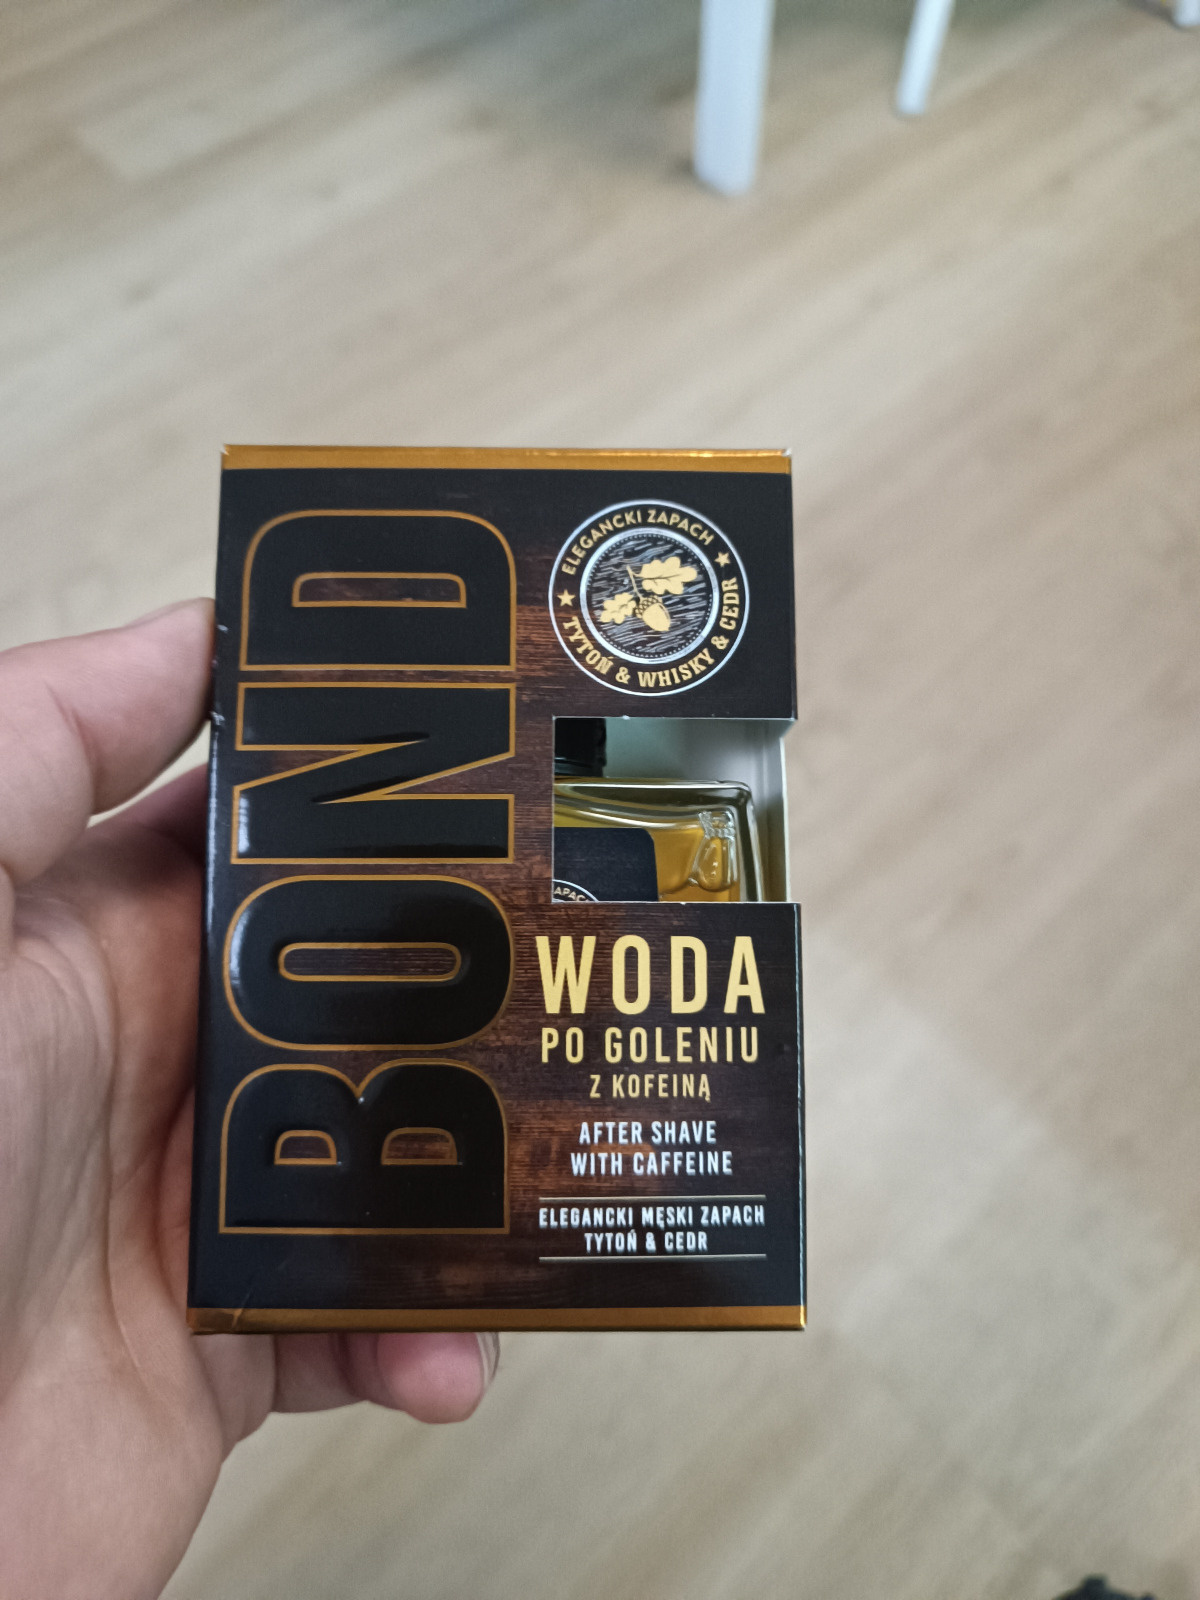 BOND
ELEGANCKI ZAPACH
TYTOŃ & WHISKY & CEDR
APAC
WODA
PO GOLENIU
Z KOFEINĄ
AFTER SHAVE
WITH CAFFEINE
ELEGANCKI MĘSKI ZAPACH
TYTOŃ & CEDR